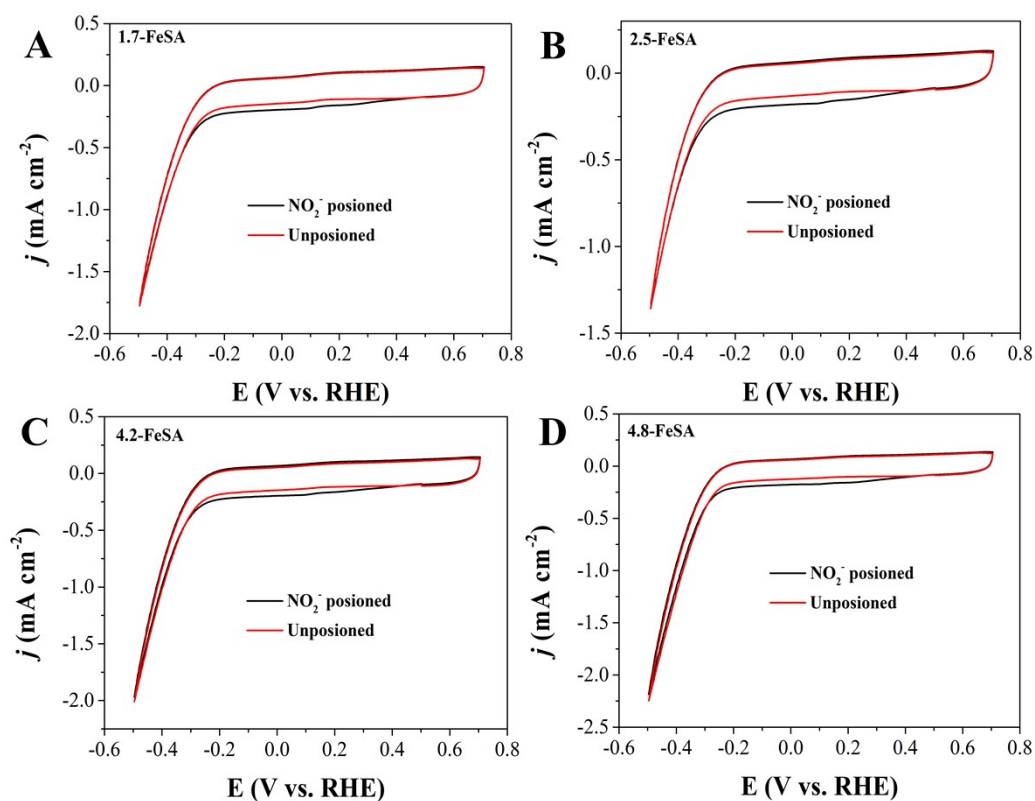 A
1.7-FeSA
0.5
0.0
-0.5
-1.0
-1.5
-2.0
j (mA cm⁻²)
NO₂⁻ posioned
Unposioned
-0.6 -0.4 -0.2 0.0 0.2 0.4 0.6 0.8
E (V vs. RHE)
B
2.5-FeSA
0.5
0.0
-0.5
-1.0
-1.5
j (mA cm⁻²)
NO₂⁻ posioned
Unposioned
-0.6 -0.4 -0.2 0.0 0.2 0.4 0.6 0.8
E (V vs. RHE)
C
4.2-FeSA
0.5
0.0
-0.5
-1.0
-1.5
-2.0
j (mA cm⁻²)
NO₂⁻ posioned
Unposioned
-0.6 -0.4 -0.2 0.0 0.2 0.4 0.6 0.8
E (V vs. RHE)
D
4.8-FeSA
0.5
0.0
-0.5
-1.0
-1.5
-2.0
-2.5
j (mA cm⁻²)
NO₂⁻ posioned
Unposioned
-0.6 -0.4 -0.2 0.0 0.2 0.4 0.6 0.8
E (V vs. RHE)